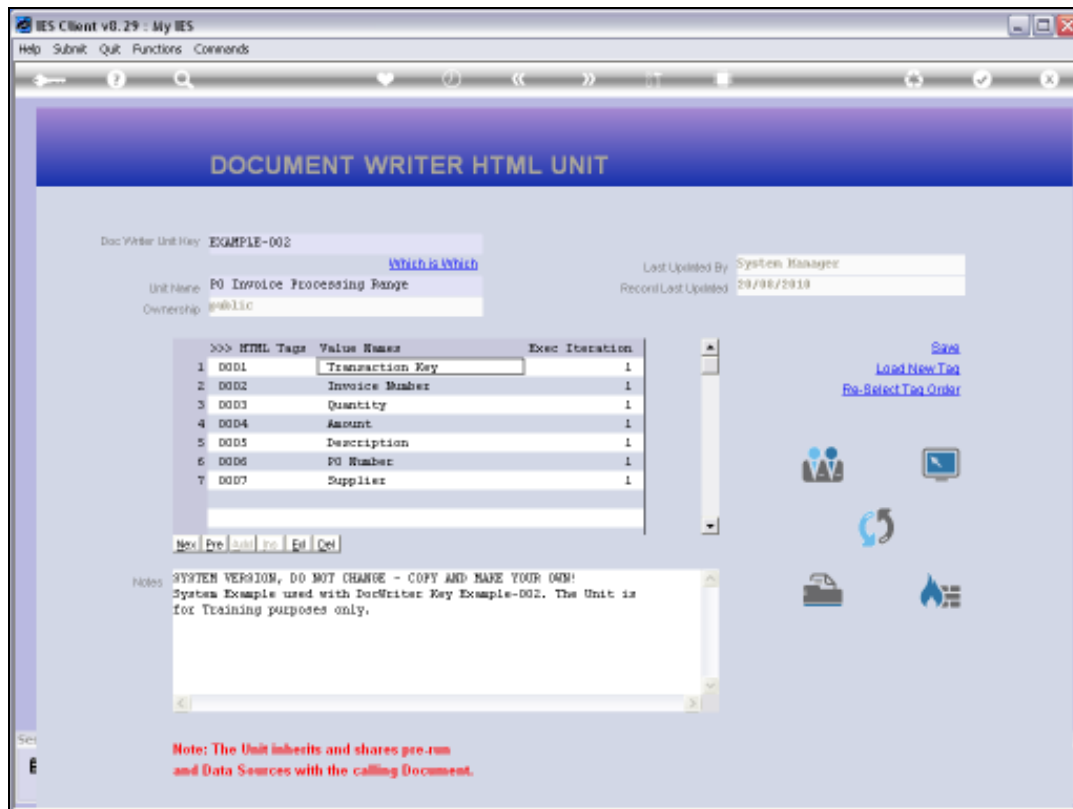 IES Client v8.29 : My IES
Help Submit Quit Functions Commands
DOCUMENT WRITER HTML UNIT
Doc Writer Unit Key EXAMPLE-002
Which is Which
Last Updated By System Manager
Unit Name PO Invoice Processing Range
Record Last Updated 20/08/2010
Ownership public
>>> HTML Tags Value Names Exec Iteration
1 0001 Transaction Key 1
2 0002 Invoice Number 1
3 0003 Quantity 1
4 0004 Amount 1
5 0005 Description 1
6 0006 PO Number 1
7 0007 Supplier 1
Save
Load New Tag
Re-Select Tag Order
Nex Pre Add Ins Ed Del
Notes
SYSTEM VERSION, DO NOT CHANGE - COPY AND MAKE YOUR OWN!
System Example used with DocWriter Key Example-002. The Unit is
for Training purposes only.
Note: The Unit inherits and shares pre-run
and Data Sources with the calling Document.
Ses